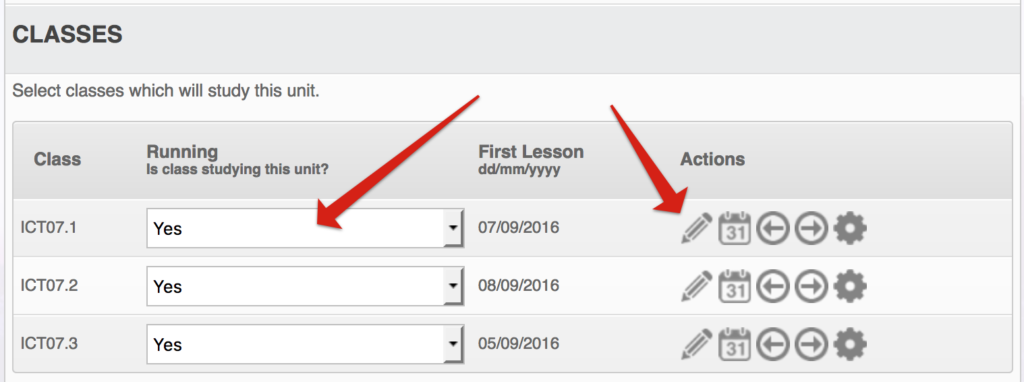 CLASSES
Select classes which will study this unit.
Class Running First Lesson Actions
Is class studying this unit? dd/mm/yyyy
ICT07.1 Yes 07/09/2016 31
ICT07.2 Yes 08/09/2016 31
ICT07.3 Yes 05/09/2016 31